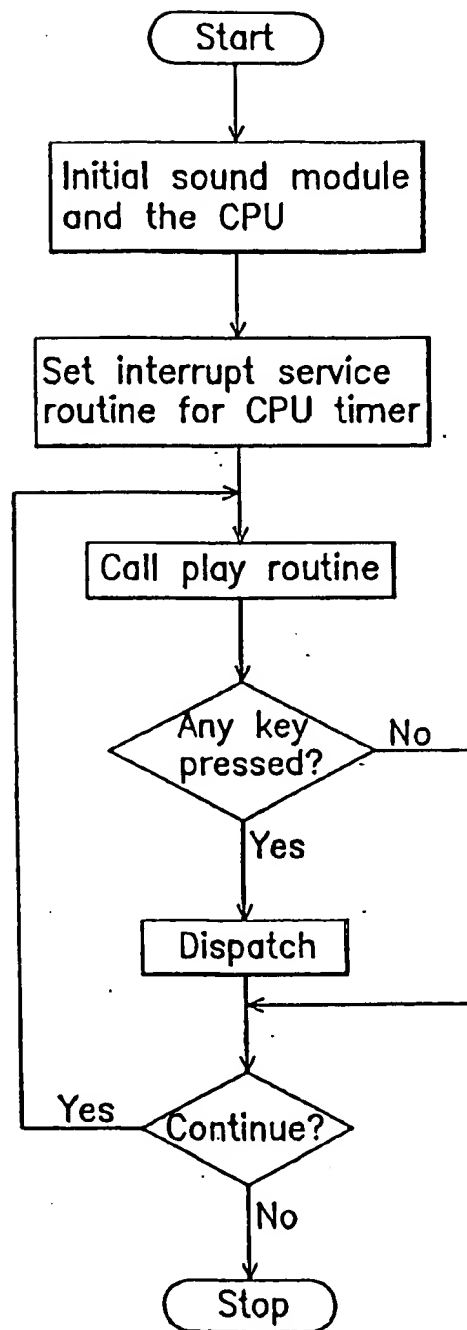 Start
Initial sound module
and the CPU
Set interrupt service
routine for CPU timer
Call play routine
Any key
pressed?
No
Yes
Dispatch
Yes
Continue?
No
Stop